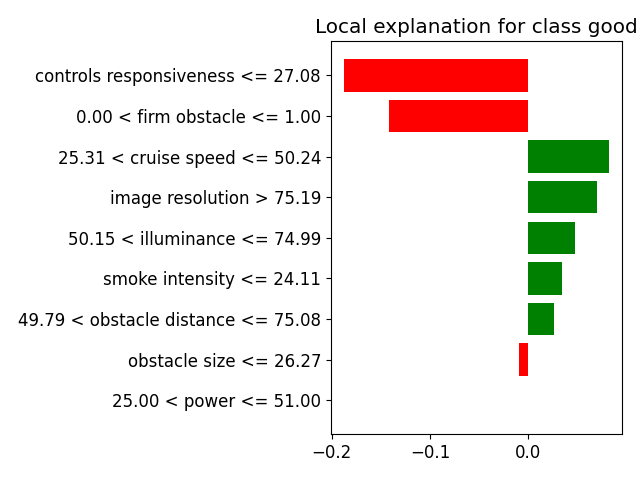 Local explanation for class good
controls responsiveness <= 27.08
0.00 < firm obstacle <= 1.00
25.31 < cruise speed <= 50.24
image resolution > 75.19
50.15 < illuminance <= 74.99
smoke intensity <= 24.11
49.79 < obstacle distance <= 75.08
obstacle size <= 26.27
25.00 < power <= 51.00
−0.2 −0.1 0.0